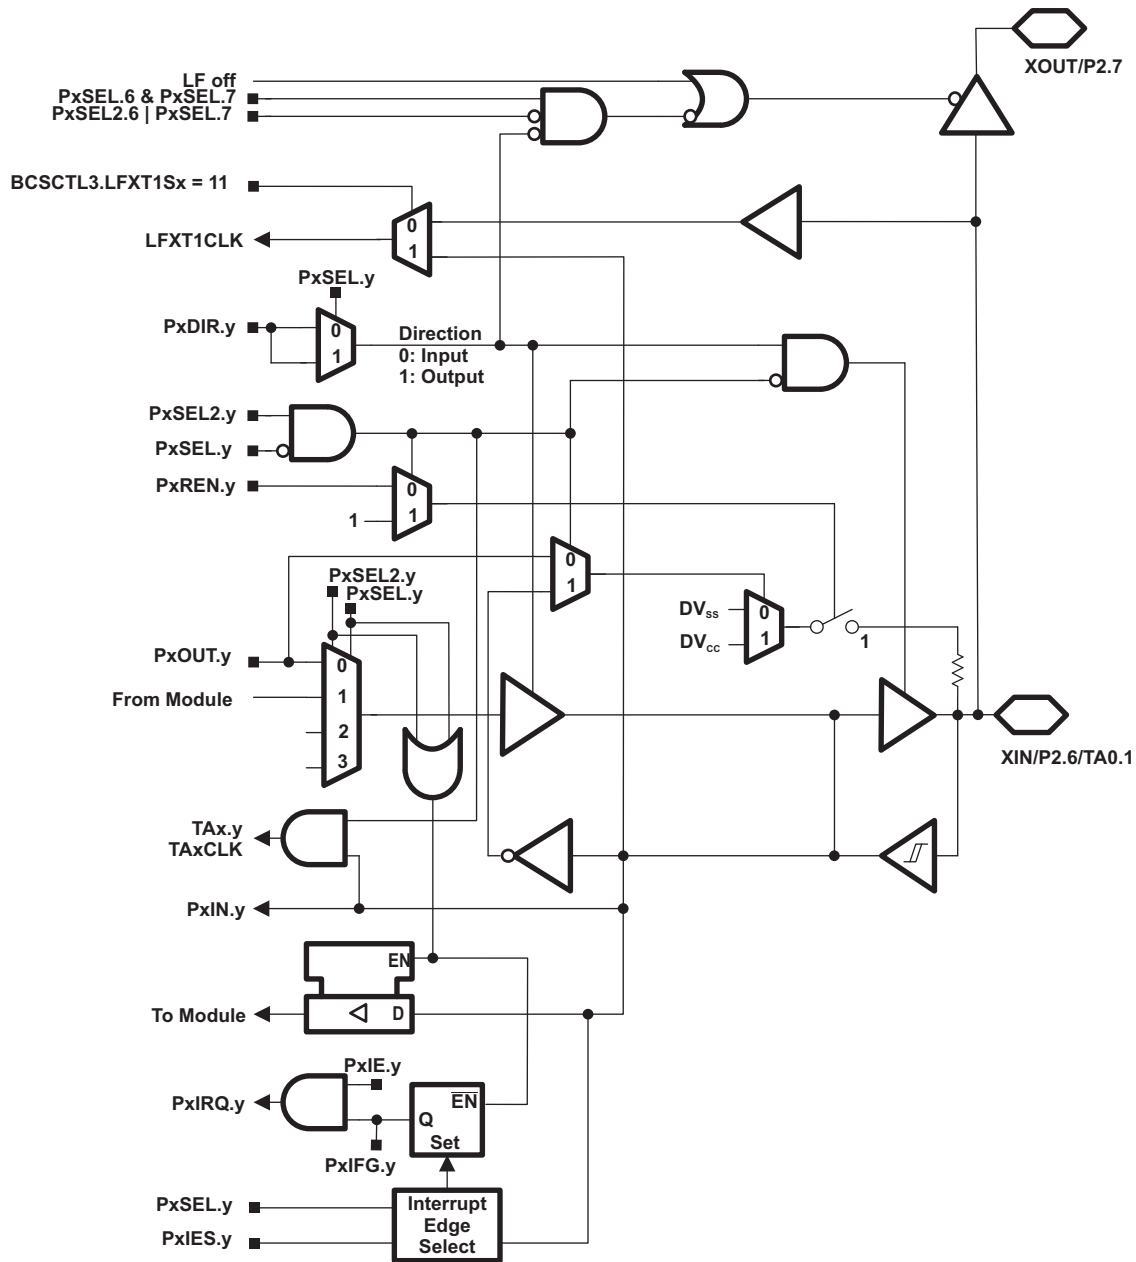 XOUT/P2.7
LF off
PxSEL.6 & PxSEL.7
PxSEL2.6 | PxSEL.7
BCSCTL3.LFXT1Sx = 11
0
LFXT1CLK
1
PxSEL.y
PxDIR.y
0
1
Direction
0: Input
1: Output
PxSEL2.y
PxSEL.y
PxREN.y
0
1
1
0
1
PxSEL2.y
PxSEL.y
DVSS
0
DVCC
1
1
PxOUT.y
0
From Module
1
2
3
XIN/P2.6/TA0.1
TAx.y
TAxCLK
PxIN.y
EN
To Module
D
PxIE.y
PxIRQ.y
EN
Q
Set
PxIFG.y
PxSEL.y
PxIES.y
Interrupt
Edge
Select